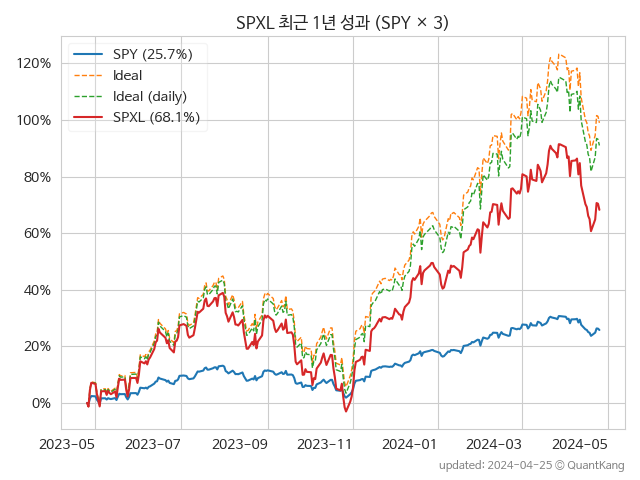 SPXL 최근 1년 성과 (SPY × 3)
SPY (25.7%)
Ideal
Ideal (daily)
SPXL (68.1%)
120%
100%
80%
60%
40%
20%
0%
2023-05 2023-07 2023-09 2023-11 2024-01 2024-03 2024-05
updated: 2024-04-25 © QuantKang